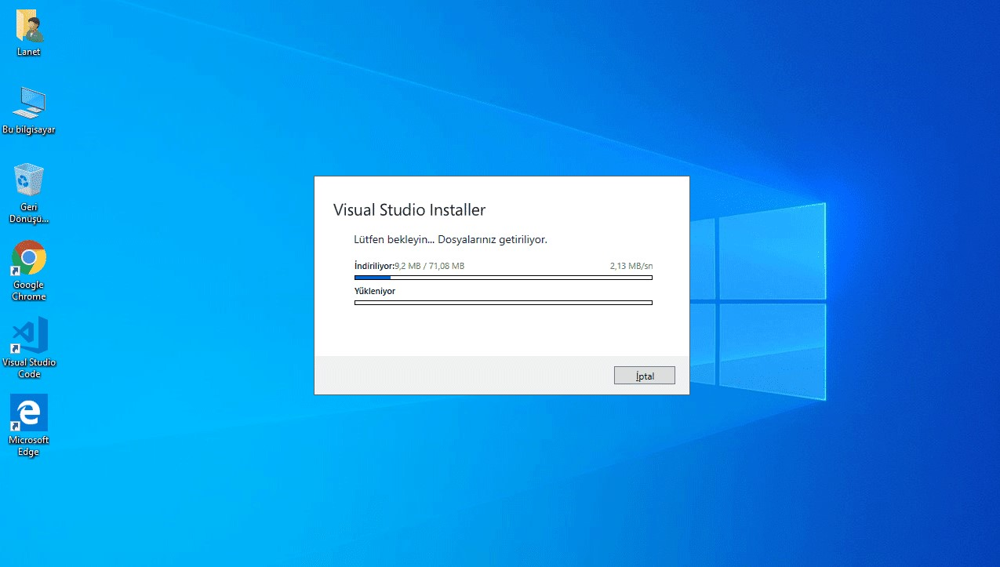 Lanet
Bu bilgisayar
Geri
Dönüşü...
Google
Chrome
Visual Studio
Code
Microsoft
Edge
Visual Studio Installer
Lütfen bekleyin... Dosyalarınız getiriliyor.
İndiriliyor:9,2 MB / 71,08 MB 2,13 MB/sn
Yükleniyor
İptal